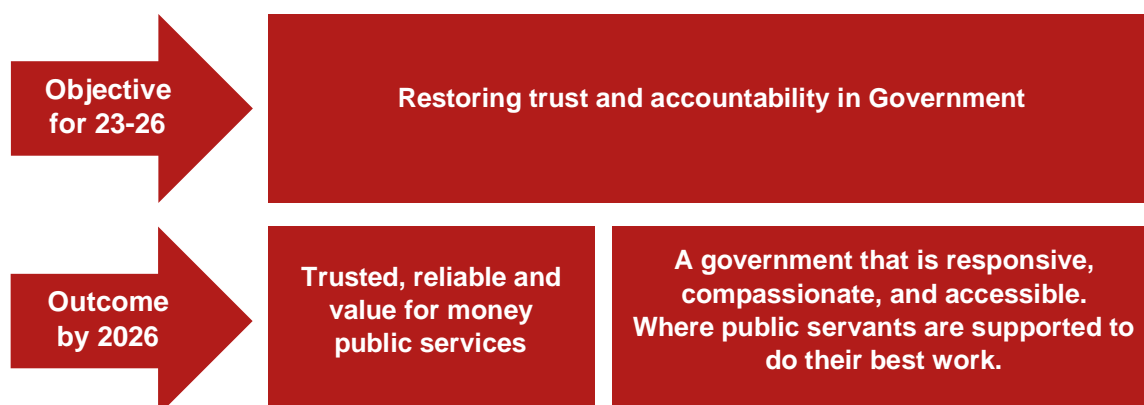 Objective
for 23-26
Restoring trust and accountability in Government
Outcome
by 2026
Trusted, reliable and
value for money
public services
A government that is responsive,
compassionate, and accessible.
Where public servants are supported to
do their best work.